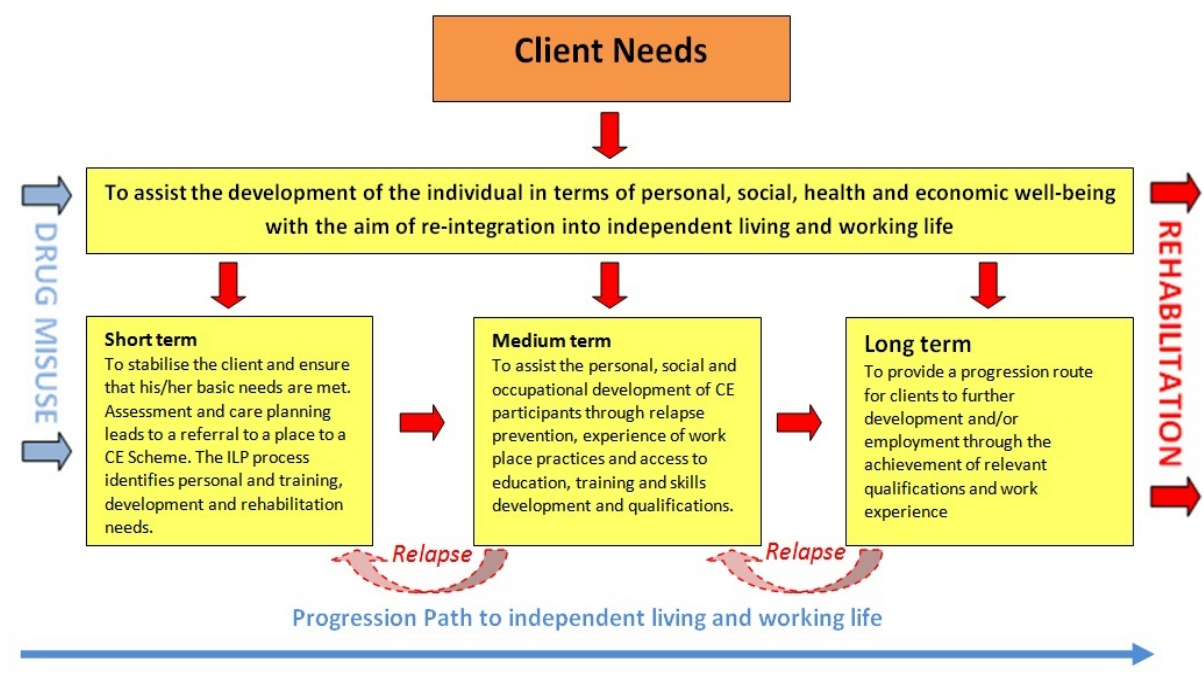 Client Needs
To assist the development of the individual in terms of personal, social, health and economic well-being
with the aim of re-integration into independent living and working life
DRUG MISUSE
REHABILITATION
Short term
To stabilise the client and ensure
that his/her basic needs are met.
Assessment and care planning
leads to a referral to a place to a
CE Scheme. The ILP process
identifies personal and training,
development and rehabilitation
needs.
Medium term
To assist the personal, social and
occupational development of CE
participants through relapse
prevention, experience of work
place practices and access to
education, training and skills
development and qualifications.
Long term
To provide a progression route
for clients to further
development and/or
employment through the
achievement of relevant
qualifications and work
experience
Relapse
Relapse
Progression Path to independent living and working life